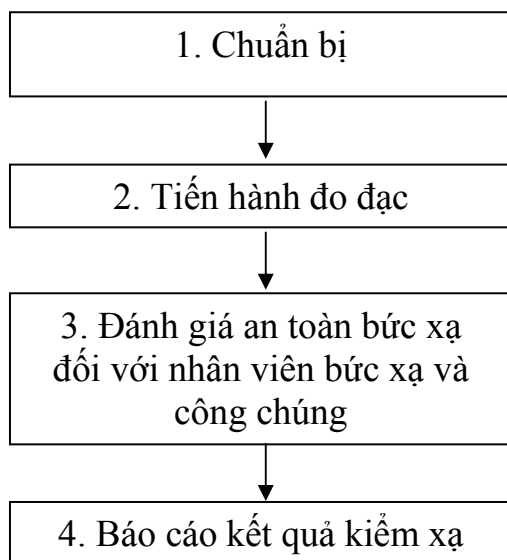 1. Chuẩn bị
2. Tiến hành đo đạc
3. Đánh giá an toàn bức xạ
đối với nhân viên bức xạ và
công chúng
4. Báo cáo kết quả kiểm xạ